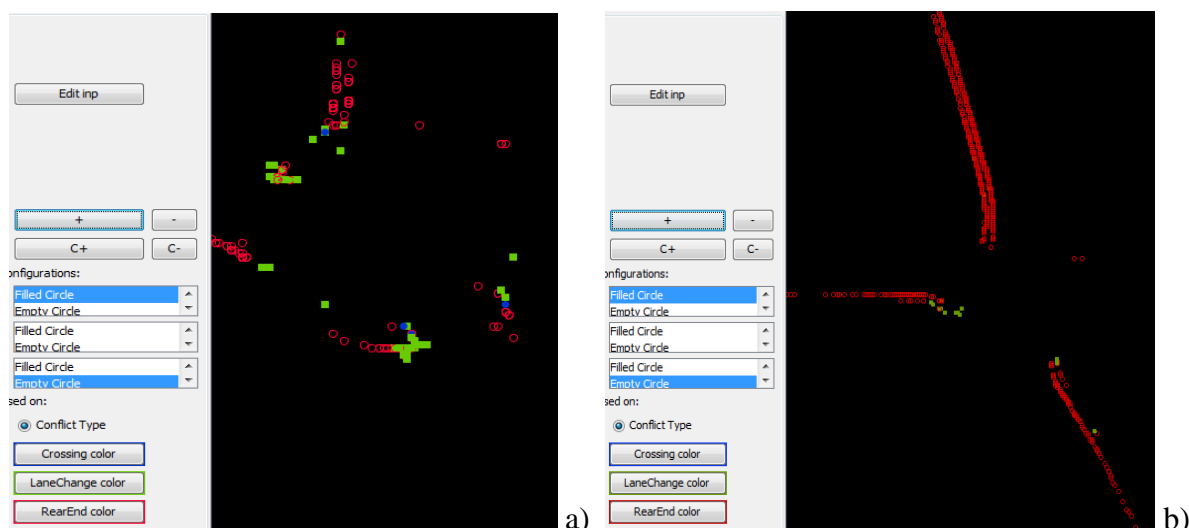 Edit inp
+ -
C+ C-
onfigurations:
Filled Circle
Empty Circle
Filled Circle
Empty Circle
Filled Circle
Empty Circle
sed on:
Conflict Type
Crossing color
LaneChange color
RearEnd color
a)
Edit inp
+ -
C+ C-
onfigurations:
Filled Circle
Empty Circle
Filled Circle
Empty Circle
Filled Circle
Empty Circle
sed on:
Conflict Type
Crossing color
LaneChange color
RearEnd color
b)